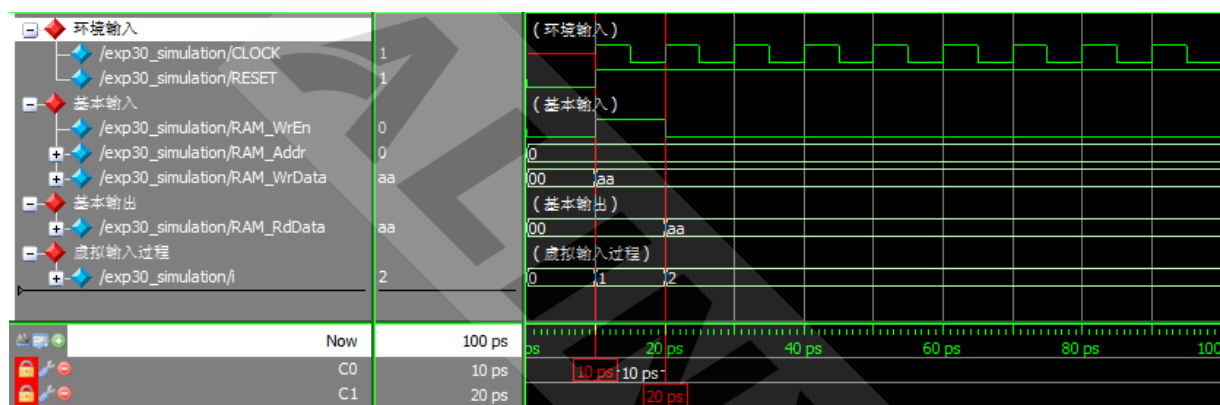 环境输入 (环境输入)
/exp30_simulation/CLOCK 1
/exp30_simulation/RESET 1
基本输入 (基本输入)
/exp30_simulation/RAM_WrEn 0
/exp30_simulation/RAM_Addr 0 0
/exp30_simulation/RAM_WrData aa 00 aa
基本输出 (基本输出)
/exp30_simulation/RAM_RdData aa 00 aa
虚拟输入过程 (虚拟输入过程)
/exp30_simulation/i 2 0 1 2
Now 100 ps ps 20 ps 40 ps 60 ps 80 ps 100
C0 10 ps 10 ps 10 ps
C1 20 ps 20 ps
ALIN